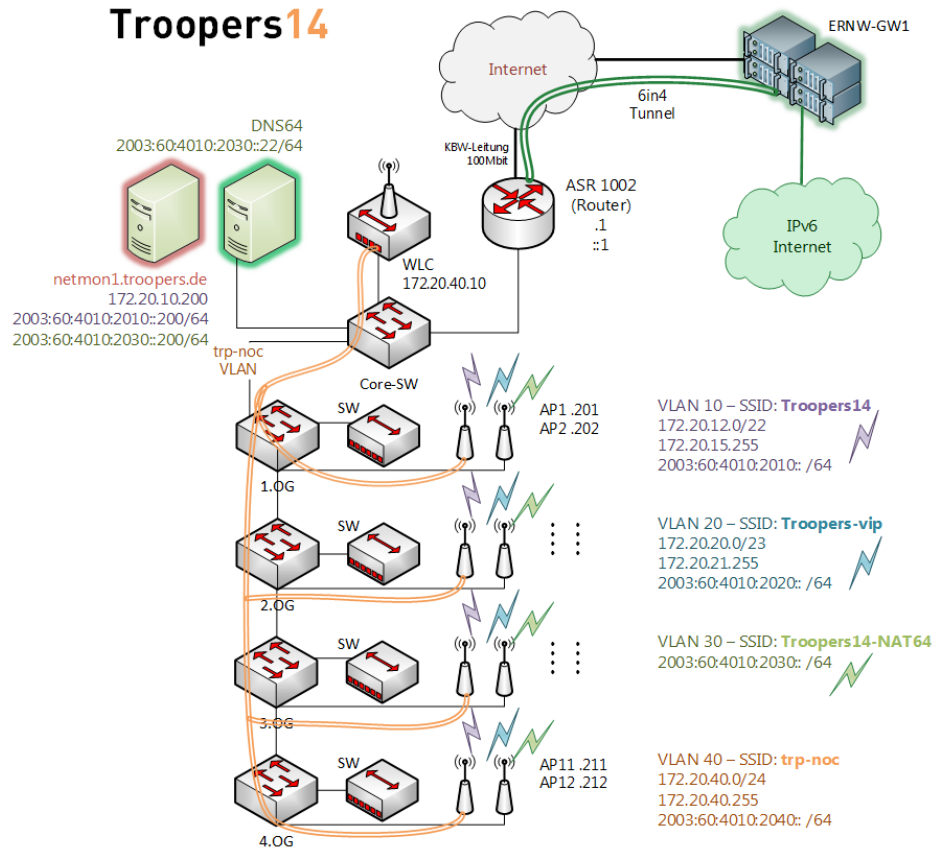 Troopers14
ERNW-GW1
Internet
6in4
Tunnel
DNS64
2003:60:4010:2030::22/64
KBW-Leitung
100Mbit
ASR 1002
(Router)
.1
::1
IPv6
Internet
WLC
172.20.40.10
netmon1.troopers.de
172.20.10.200
2003:60:4010:2010::200/64
2003:60:4010:2030::200/64
trp-noc
VLAN
Core-SW
SW
AP1 .201
AP2 .202
1.OG
VLAN 10 – SSID: Troopers14
172.20.12.0/22
172.20.15.255
2003:60:4010:2010:: /64
SW
2.OG
VLAN 20 – SSID: Troopers-vip
172.20.20.0/23
172.20.21.255
2003:60:4010:2020:: /64
SW
3.OG
VLAN 30 – SSID: Troopers14-NAT64
2003:60:4010:2030:: /64
SW
AP11 .211
AP12 .212
4.OG
VLAN 40 – SSID: trp-noc
172.20.40.0/24
172.20.40.255
2003:60:4010:2040:: /64